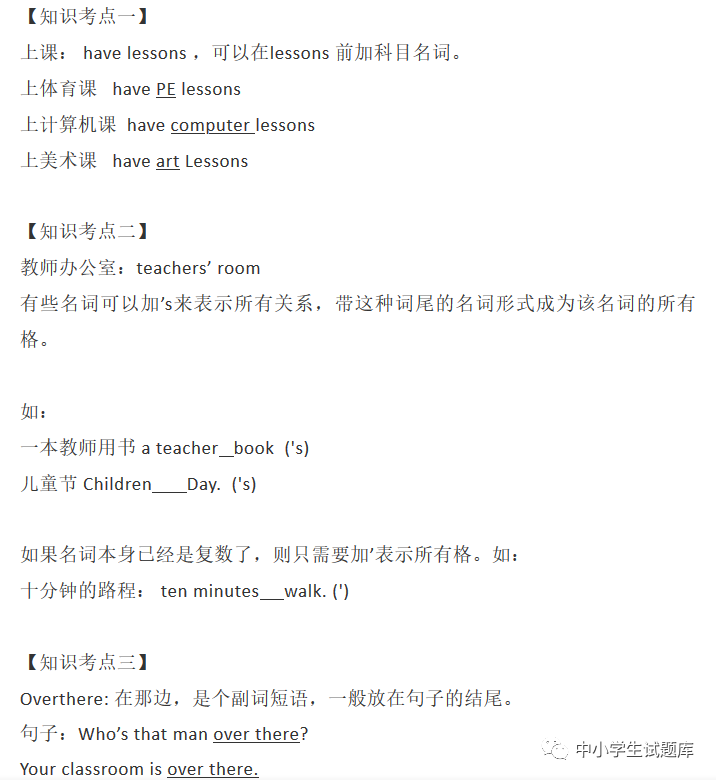 【知识考点一】
上课： have lessons ，可以在lessons 前加科目名词。
上体育课 have PE lessons
上计算机课 have computer lessons
上美术课 have art Lessons
【知识考点二】
教师办公室：teachers’ room
有些名词可以加’s来表示所有关系，带这种词尾的名词形式成为该名词的所有
格。
如：
一本教师用书 a teacher__book ('s)
儿童节 Children____Day. ('s)
如果名词本身已经是复数了，则只需要加’表示所有格。如：
十分钟的路程： ten minutes___walk. (')
【知识考点三】
Overthere: 在那边，是个副词短语，一般放在句子的结尾。
句子：Who’s that man over there?
Your classroom is over there.
中小学生试题库